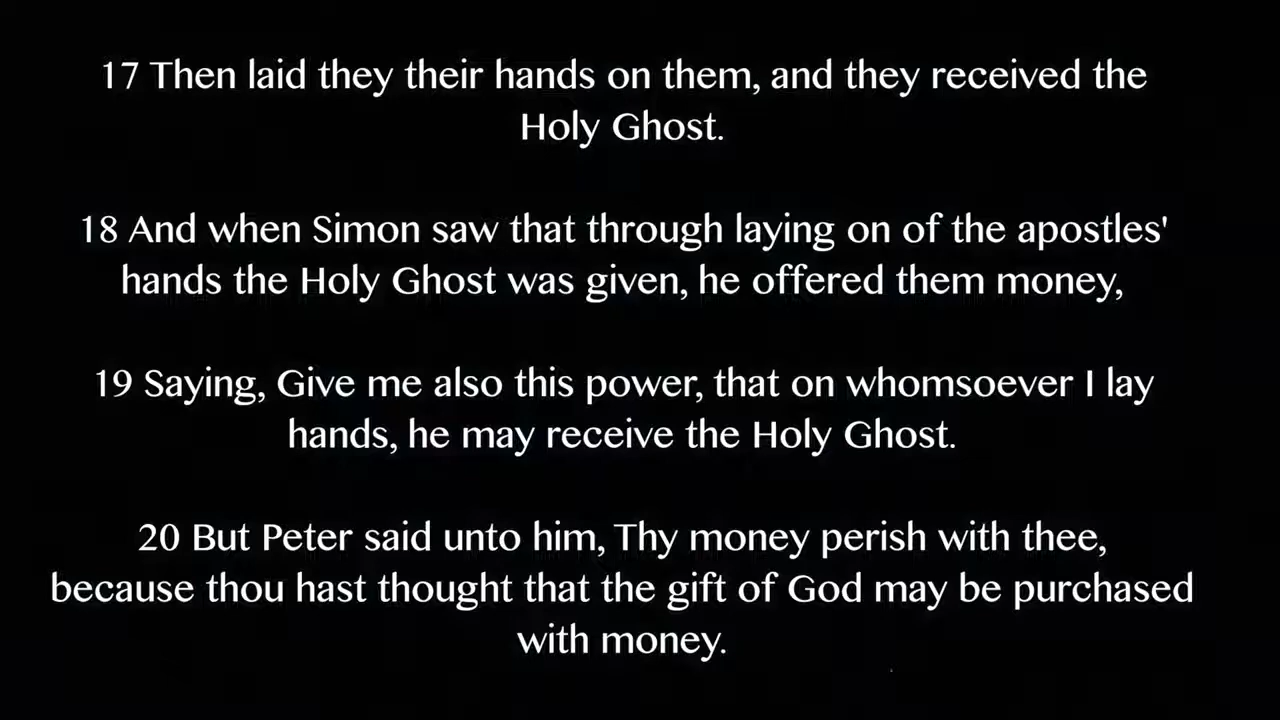 17 Then laid they their hands on them, and they received the
Holy Ghost.
18 And when Simon saw that through laying on of the apostles'
hands the Holy Ghost was given, he offered them money,
19 Saying, Give me also this power, that on whomsoever I lay
hands, he may receive the Holy Ghost.
20 But Peter said unto him, Thy money perish with thee,
because thou hast thought that the gift of God may be purchased
with money.